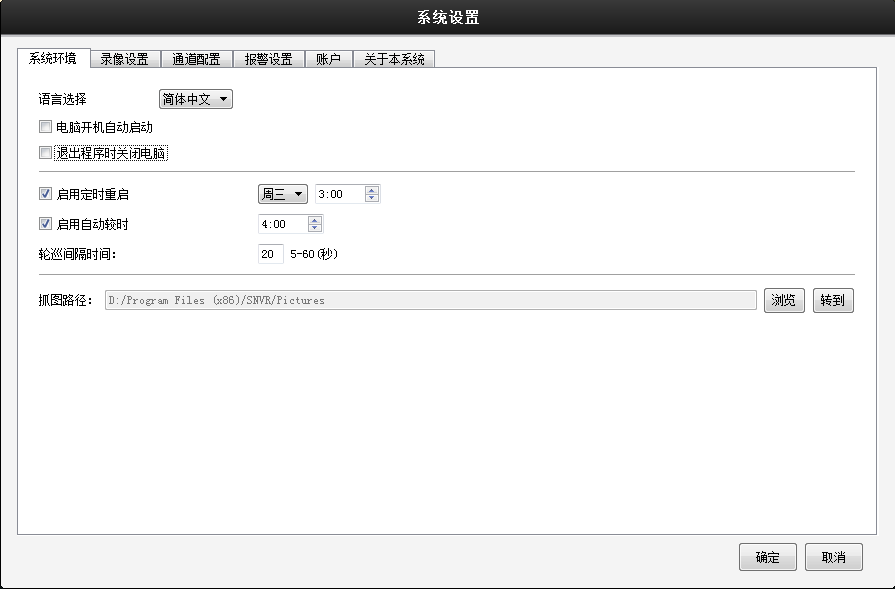 系统设置
系统环境 录像设置 通道配置 报警设置 账户 关于本系统
语言选择 简体中文
电脑开机自动启动
退出程序时关闭电脑
启用定时重启 周三 3:00
启用自动较时 4:00
轮巡间隔时间: 20 5-60(秒)
抓图路径: D:/Program Files (x86)/SNVR/Pictures 浏览 转到
确定 取消